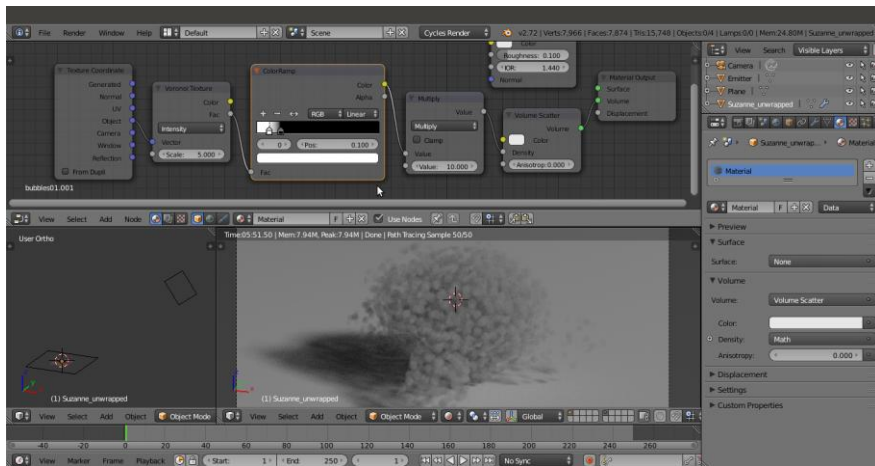 File Render Window Help Default Scene Cycles Render v2.72 | Verts:7,966 | Faces:7,874 | Tris:15,748 | Objects:0/4 | Lamps:0/0 | Mem:24.80M | Suzanne_unwrapped
View Search Visible Layers
Camera
Emitter
Plane
Suzanne_unwrapped
Texture Coordinate
Generated
Normal
UV
Object
Camera
Window
Reflection
From Dupli
Voronoi Texture
Color
Fac
Intensity
Vector
Scale: 5.000
ColorRamp
Color
Alpha
RGB Linear
0 Pos: 0.100
Fac
Multiply
Value
Multiply
Clamp
Value
Value: 10.000
Color
Roughness: 0.100
IOR: 1.440
Normal
Volume Scatter
Volume
Color
Density
Anisotrop:0.000
Material Output
Surface
Volume
Displacement
bubbles01.001
View Select Add Node Material F Use Nodes
Suzanne_unwrap... Material
Material
Material F Data
Preview
Surface
Surface: None
Volume
Volume: Volume Scatter
Color:
Density: Math
Anisotropy: 0.000
Displacement
Settings
Custom Properties
User Ortho
(1) Suzanne_unwrapped
View Select Add Object Object Mode
Time:05:51.50 | Mem:7.94M, Peak:7.94M | Done | Path Tracing Sample 50/50
(1) Suzanne_unwrapped
View Select Add Object Object Mode Global
-40 -20 0 20 40 60 80 100 120 140 160 180 200 220 240 260
View Marker Frame Playback Start: 1 End: 250 1 No Sync